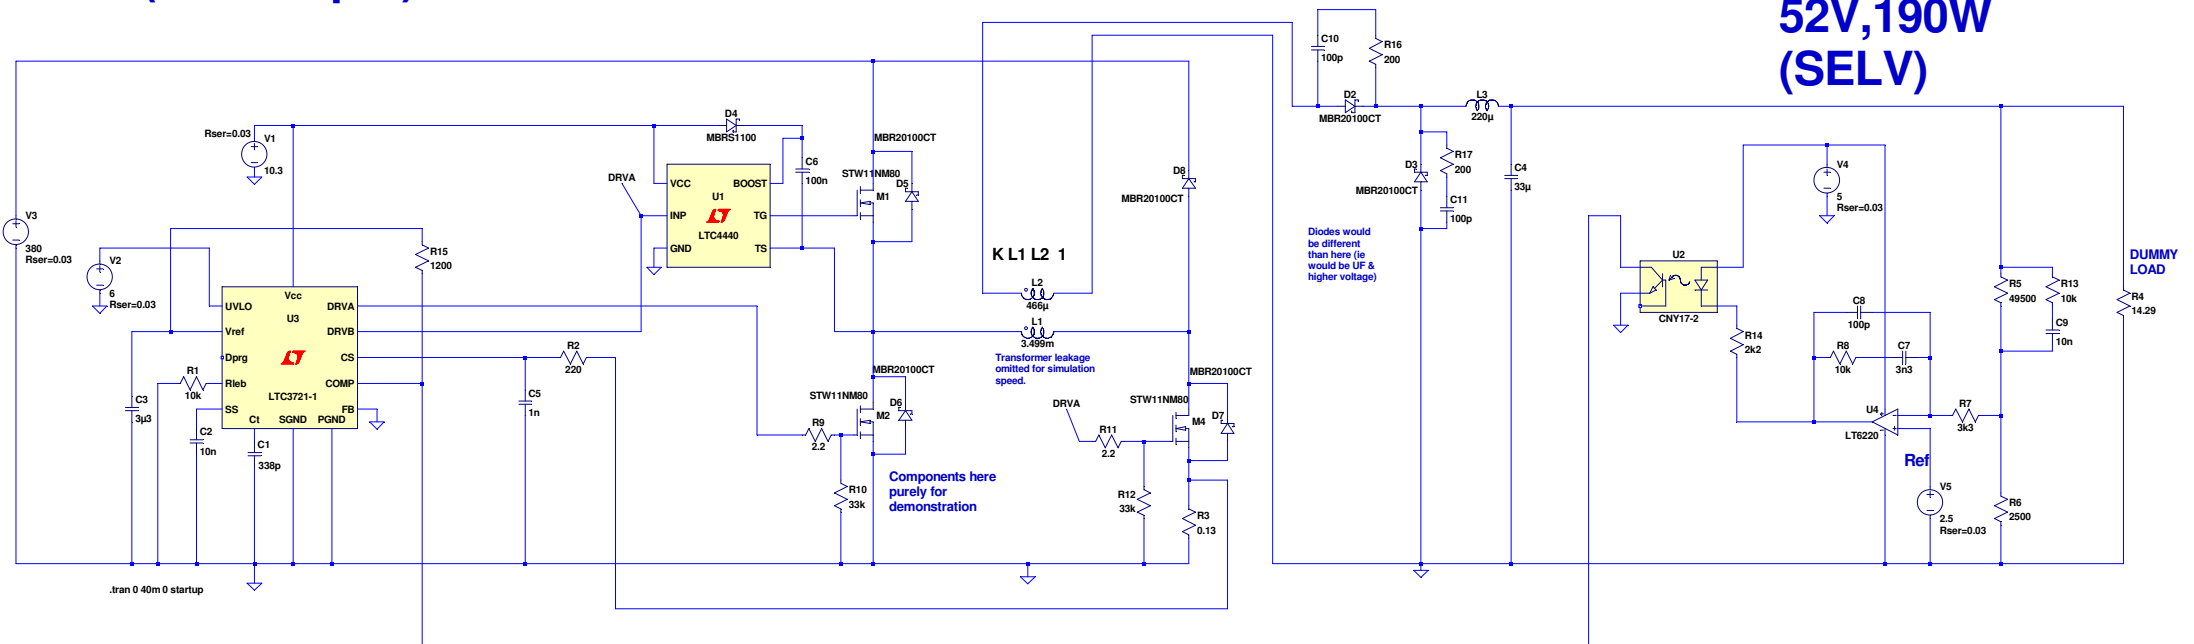 52V,190W
(SELV)
C10
100p
R16
200
D2
MBR20100CT
L3
220µ
Rser=0.03
V1
10.3
D4
MBRS1100
C6
100n
MBR20100CT
STW11NM80
D5
M1
DRVA
VCC
BOOST
U1
INP
TG
LTC4440
GND
TS
D8
MBR20100CT
D3
MBR20100CT
R17
200
C11
100p
C4
33µ
V4
5
Rser=0.03
V3
380
Rser=0.03
V2
6
Rser=0.03
R15
1200
K L1 L2 1
L2
466µ
L1
3.499m
Transformer leakage
omitted for simulation
speed.
Diodes would
be different
than here (ie
would be UF &
higher voltage)
U2
CNY17-2
R14
2k2
C8
100p
R8
10k
C7
3n3
R5
49500
R13
10k
C9
10n
DUMMY
LOAD
R4
14.29
UVLO
Vcc
DRVA
U3
Vref
DRVB
Dprg
CS
Rleb
COMP
LTC3721-1
SS
FB
Ct
SGND
PGND
R1
10k
C3
3µ3
C2
10n
C1
338p
R2
220
C5
1n
MBR20100CT
STW11NM80
D6
M2
R9
2.2
R10
33k
Components here
purely for
demonstration
MBR20100CT
STW11NM80
D7
M4
DRVA
R11
2.2
R12
33k
R3
0.13
U4
LT6220
R7
3k3
Ref
V5
2.5
Rser=0.03
R6
2500
.tran 0 40m 0 startup